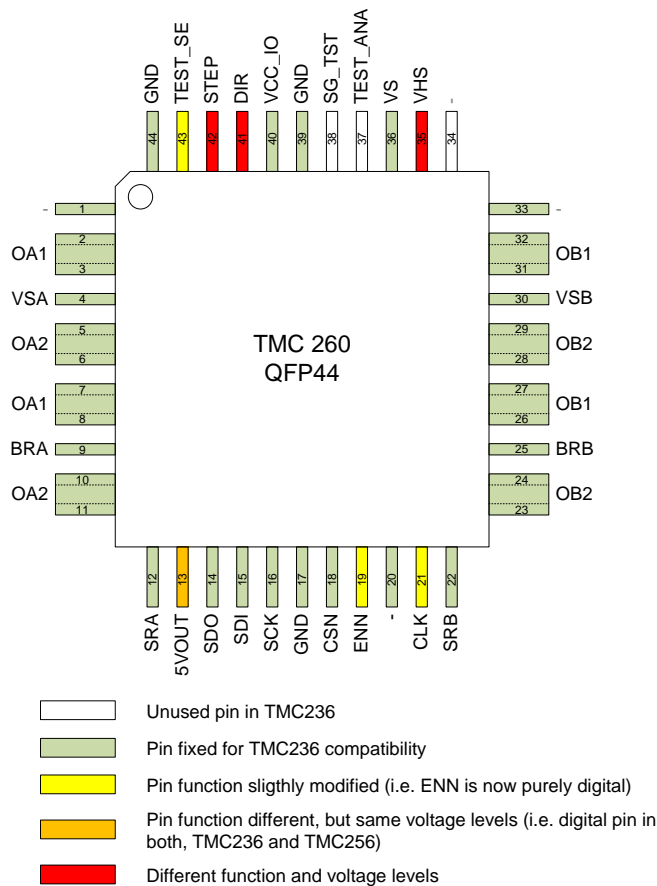 GND
TEST_SE
STEP
DIR
VCC_IO
GND
SG_TST
TEST_ANA
VS
VHS
-
44
43
42
41
40
39
38
37
36
35
34
- 1
33 -
OA1
2
3
32
31
OB1
VSA 4
30 VSB
OA2
5
6
29
28
OB2
TMC 260
QFP44
OA1
7
8
27
26
OB1
BRA 9
25 BRB
OA2
10
11
24
23
OB2
12
13
14
15
16
17
18
19
20
21
22
SRA
5VOUT
SDO
SDI
SCK
GND
CSN
ENN
-
CLK
SRB
Unused pin in TMC236
Pin fixed for TMC236 compatibility
Pin function sligthly modified (i.e. ENN is now purely digital)
Pin function different, but same voltage levels (i.e. digital pin in
both, TMC236 and TMC256)
Different function and voltage levels